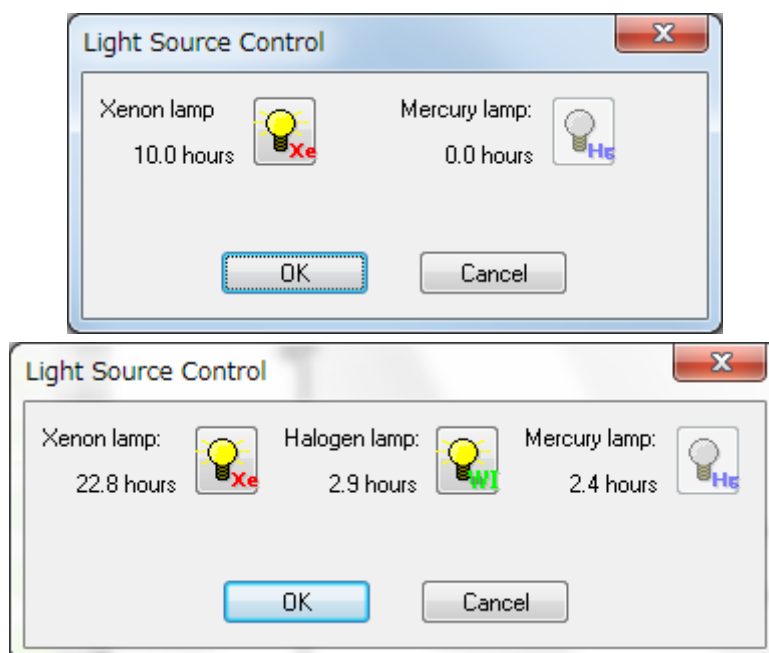 Light Source Control
Xenon lamp
10.0 hours
Xe
Mercury lamp:
0.0 hours
Hg
OK
Cancel
Light Source Control
Xenon lamp:
22.8 hours
Xe
Halogen lamp:
2.9 hours
WI
Mercury lamp:
2.4 hours
Hg
OK
Cancel